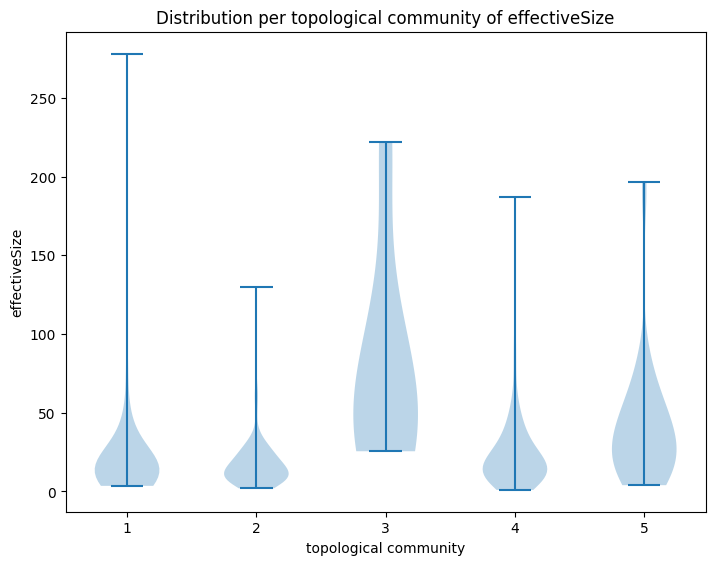 Distribution per topological community of effectiveSize
effectiveSize
250
200
150
100
50
0
1 2 3 4 5
topological community